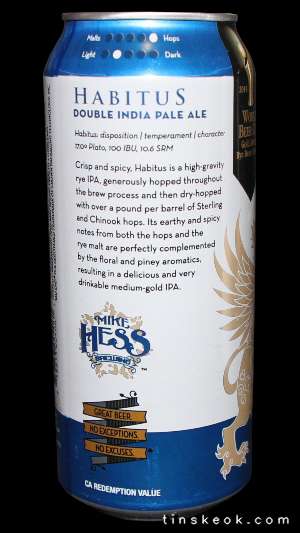 Malts Hops
Light Dark
HABITUS
DOUBLE INDIA PALE ALE
Habitus: disposition | temperament | character
17.0° Plato, 100 IBU, 10.6 SRM
Crisp and spicy, Habitus is a high-gravity
rye IPA, generously hopped throughout
the brew process and then dry-hopped
with over a pound per barrel of Sterling
and Chinook hops. Its earthy and spicy
notes from both the hops and the
rye malt are perfectly complemented
by the floral and piney aromatics,
resulting in a delicious and very
drinkable medium-gold IPA.
MIKE
HESS
BREWING
TM
GREAT BEER.
NO EXCEPTIONS.
NO EXCUSES.
CA REDEMPTION VALUE
tinskeok.com